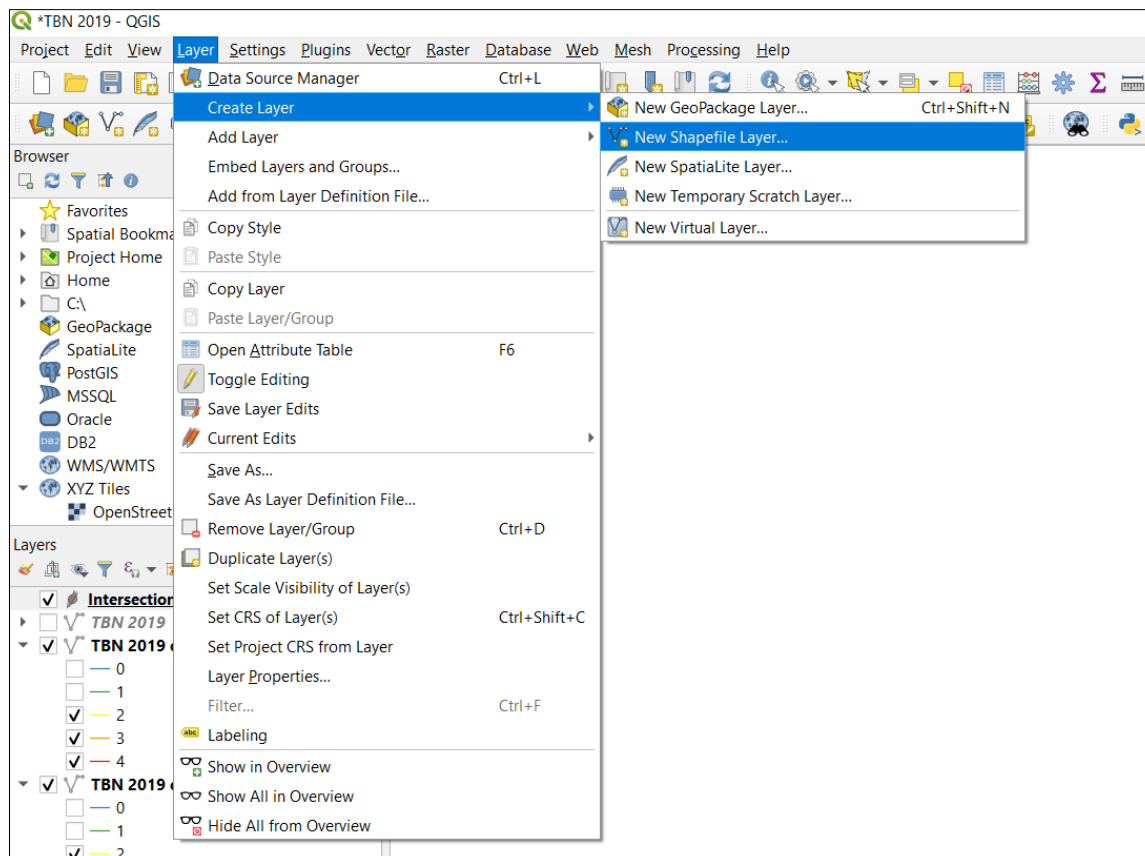 *TBN 2019 - QGIS
Project Edit View Layer Settings Plugins Vector Raster Database Web Mesh Processing Help
Data Source Manager Ctrl+L
Create Layer
Add Layer
Embed Layers and Groups...
Add from Layer Definition File...
Copy Style
Paste Style
Copy Layer
Paste Layer/Group
Open Attribute Table F6
Toggle Editing
Save Layer Edits
Current Edits
Save As...
Save As Layer Definition File...
Remove Layer/Group Ctrl+D
Duplicate Layer(s)
Set Scale Visibility of Layer(s)
Set CRS of Layer(s) Ctrl+Shift+C
Set Project CRS from Layer
Layer Properties...
Filter... Ctrl+F
Labeling
Show in Overview
Show All in Overview
Hide All from Overview
New GeoPackage Layer... Ctrl+Shift+N
New Shapefile Layer...
New SpatiaLite Layer...
New Temporary Scratch Layer...
New Virtual Layer...
Browser
Favorites
Spatial Bookma
Project Home
Home
C:\
GeoPackage
SpatiaLite
PostGIS
MSSQL
Oracle
DB2 DB2
WMS/WMTS
XYZ Tiles
OpenStreet
Layers
Intersection
TBN 2019
TBN 2019
0
1
2
3
4
TBN 2019
0
1
2